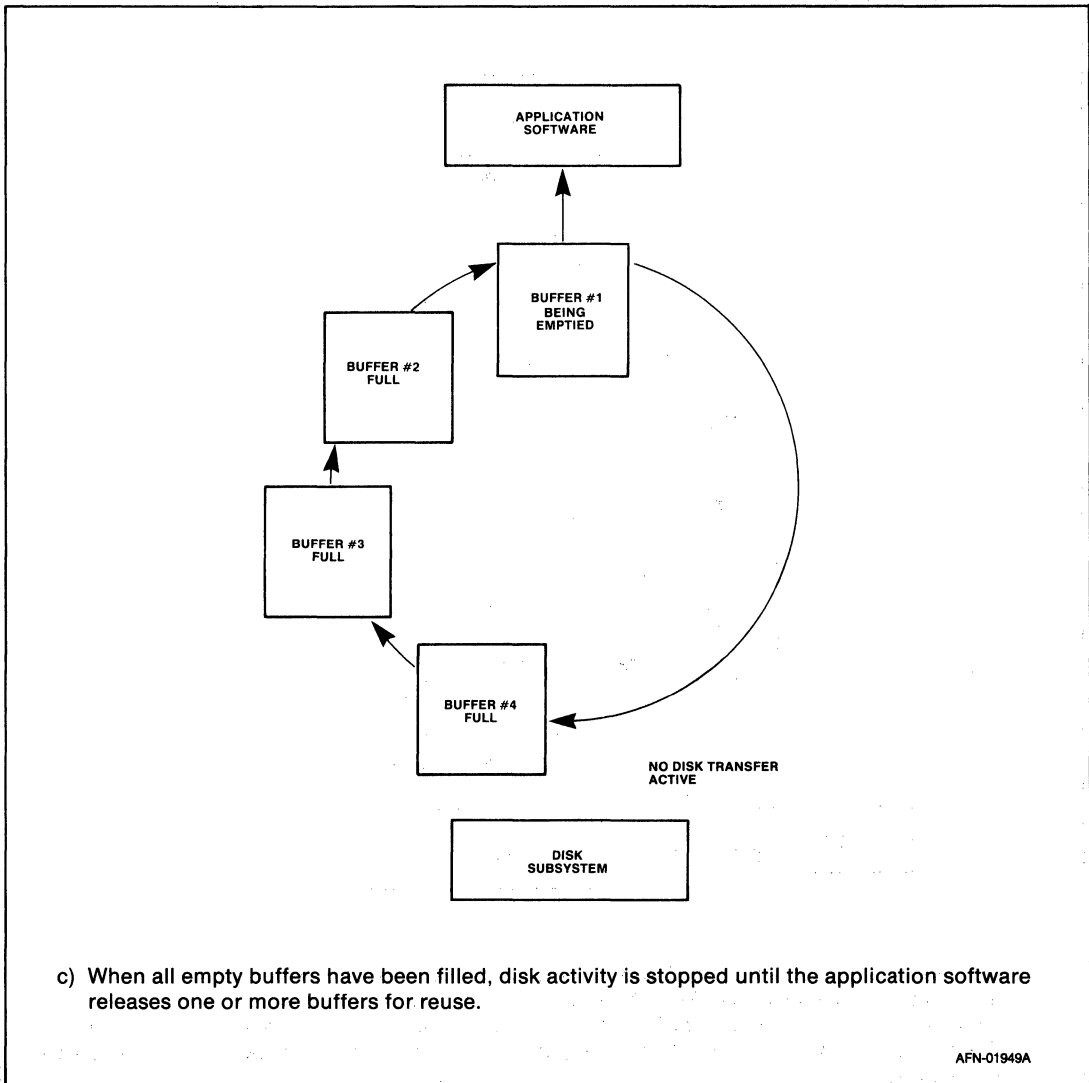 APPLICATION
SOFTWARE
BUFFER #1
BEING
EMPTIED
BUFFER #2
FULL
BUFFER #3
FULL
BUFFER #4
FULL
NO DISK TRANSFER
ACTIVE
DISK
SUBSYSTEM
c) When all empty buffers have been filled, disk activity is stopped until the application software
releases one or more buffers for reuse.
AFN-01949A